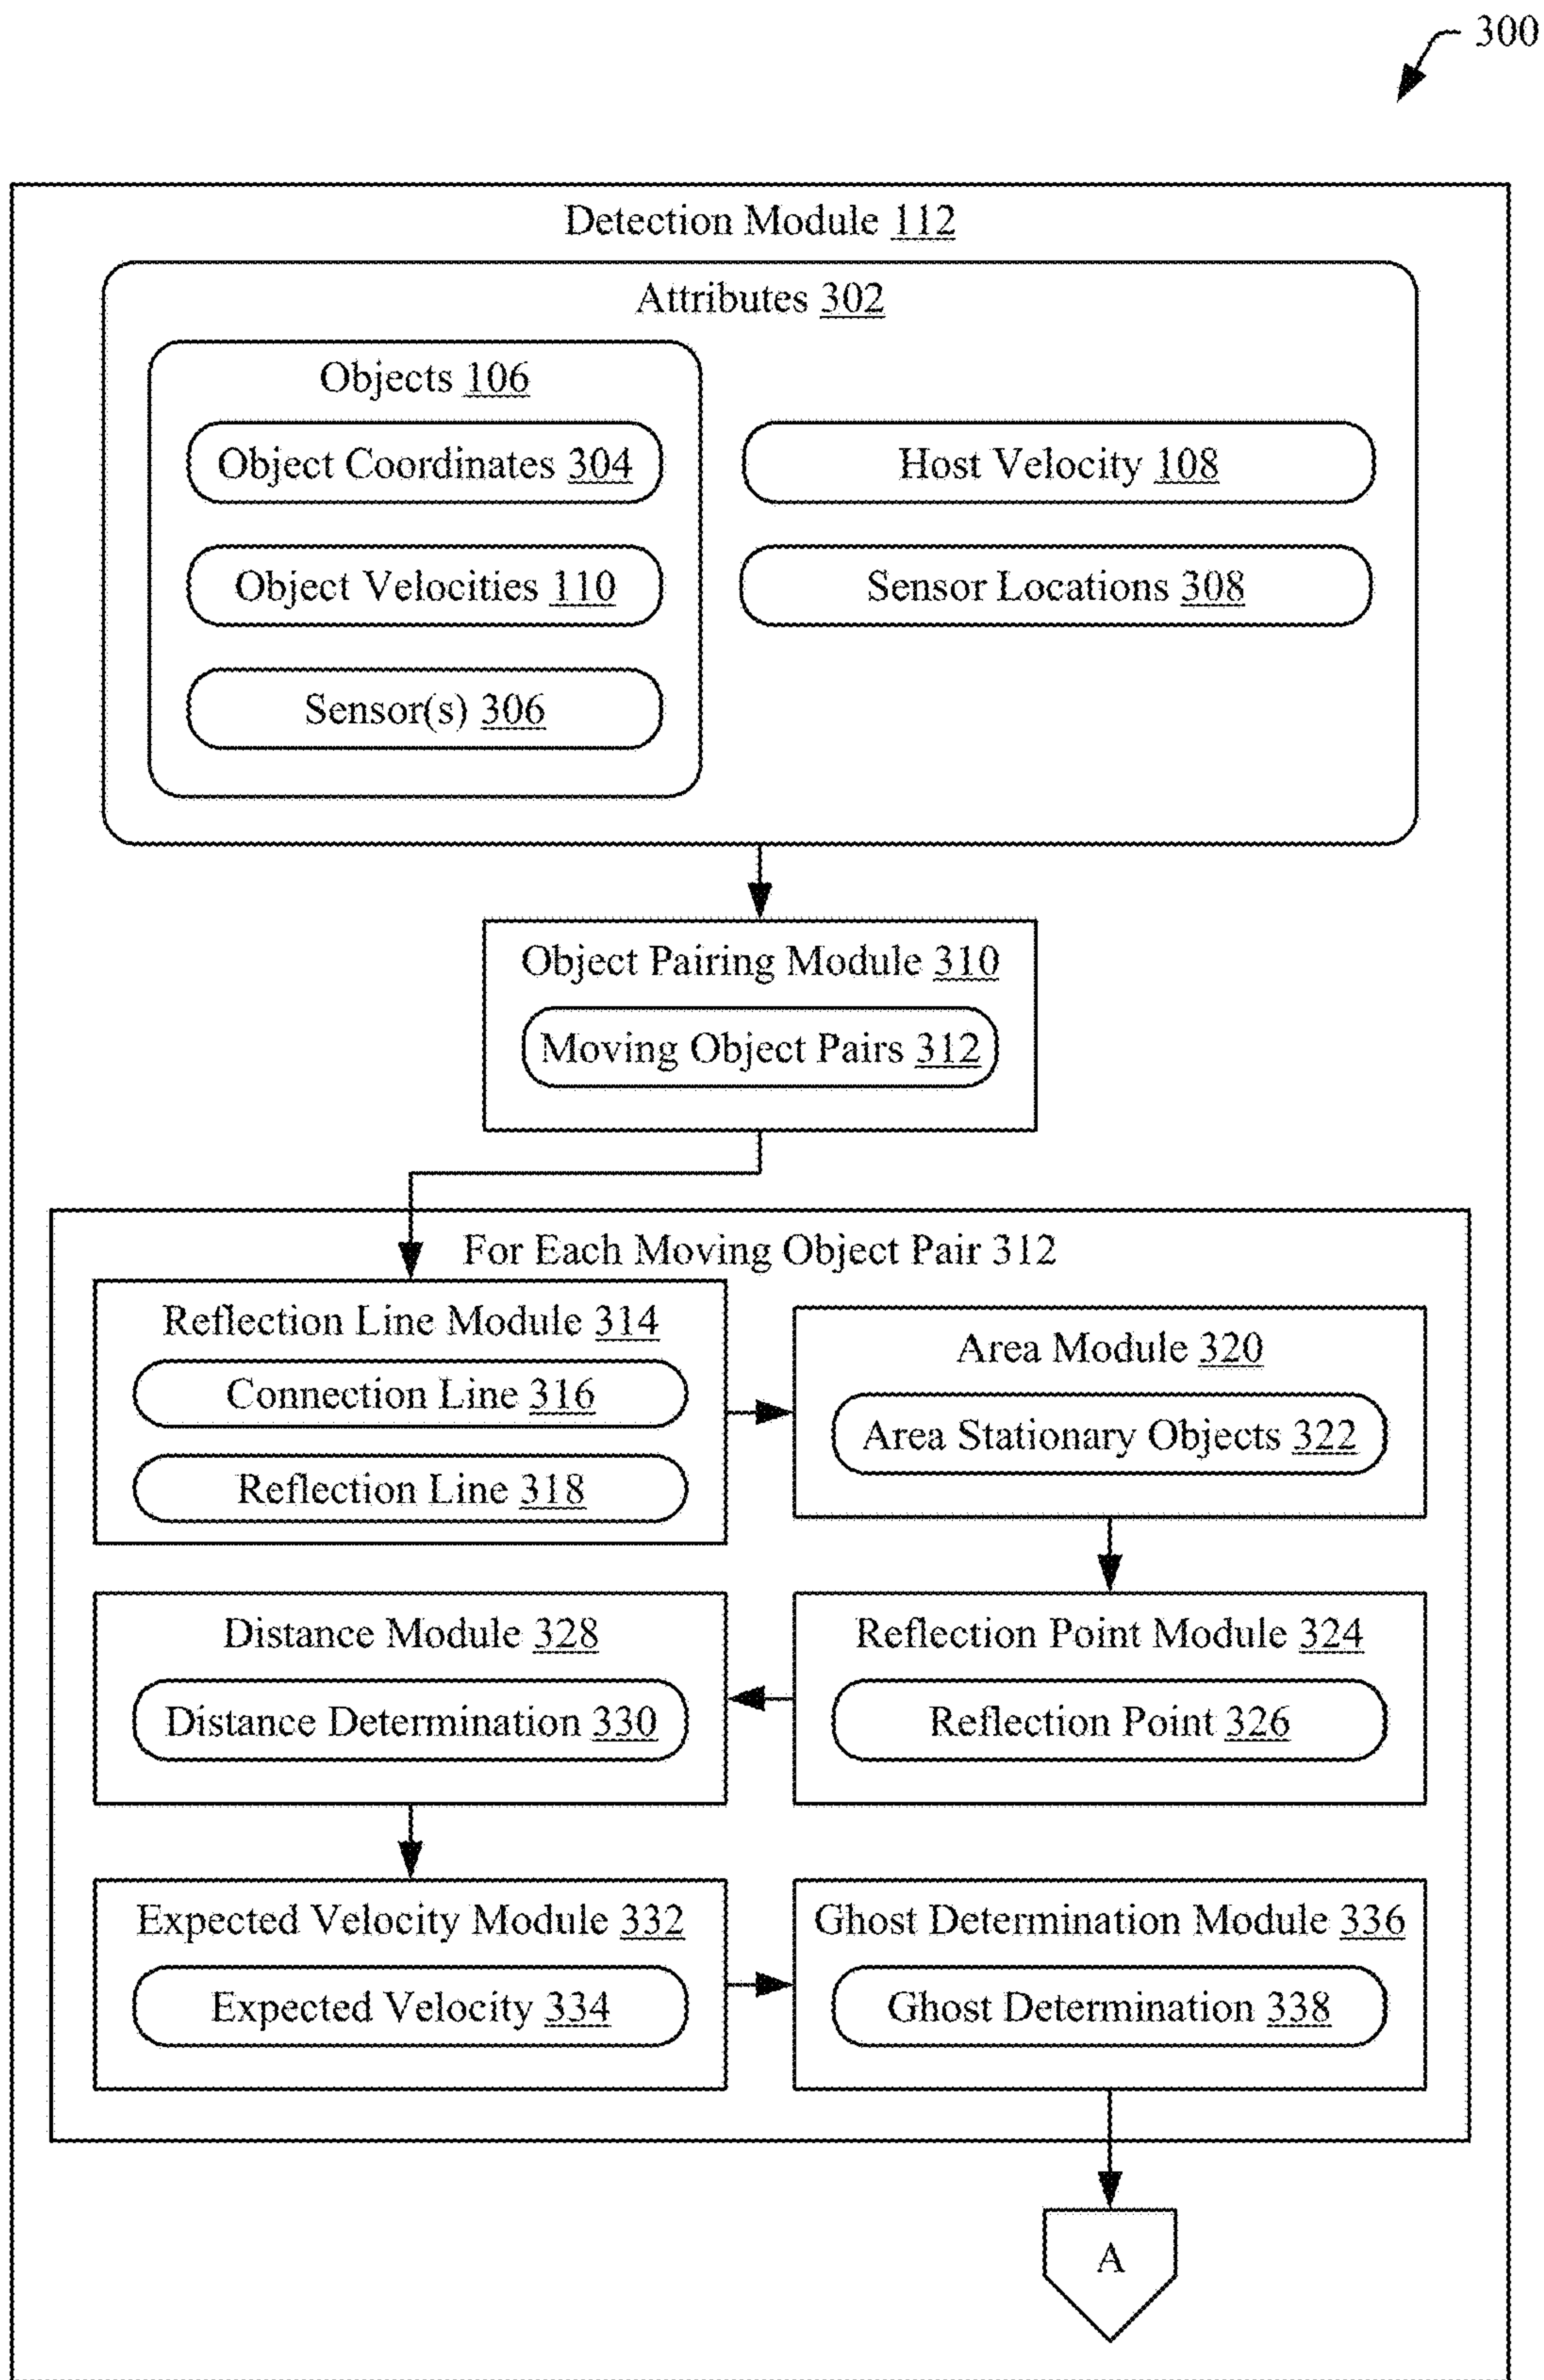 300
Detection Module 112
Attributes 302
Objects 106
Object Coordinates 304
Host Velocity 108
Object Velocities 110
Sensor Locations 308
Sensor(s) 306
Object Pairing Module 310
Moving Object Pairs 312
For Each Moving Object Pair 312
Reflection Line Module 314
Connection Line 316
Reflection Line 318
Area Module 320
Area Stationary Objects 322
Reflection Point Module 324
Reflection Point 326
Distance Module 328
Distance Determination 330
Expected Velocity Module 332
Expected Velocity 334
Ghost Determination Module 336
Ghost Determination 338
A